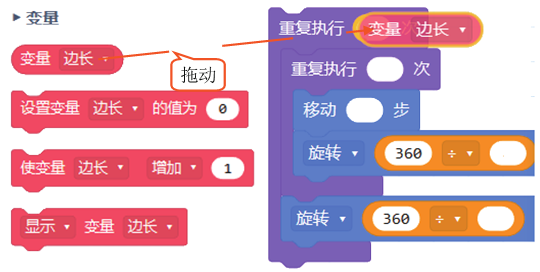 变量
变量 边长
拖动
设置变量 边长 的值为 0
使变量 边长 增加 1
显示 变量 边长
重复执行 变量 边长
重复执行 次
移动 步
旋转 360 ÷
旋转 360 ÷